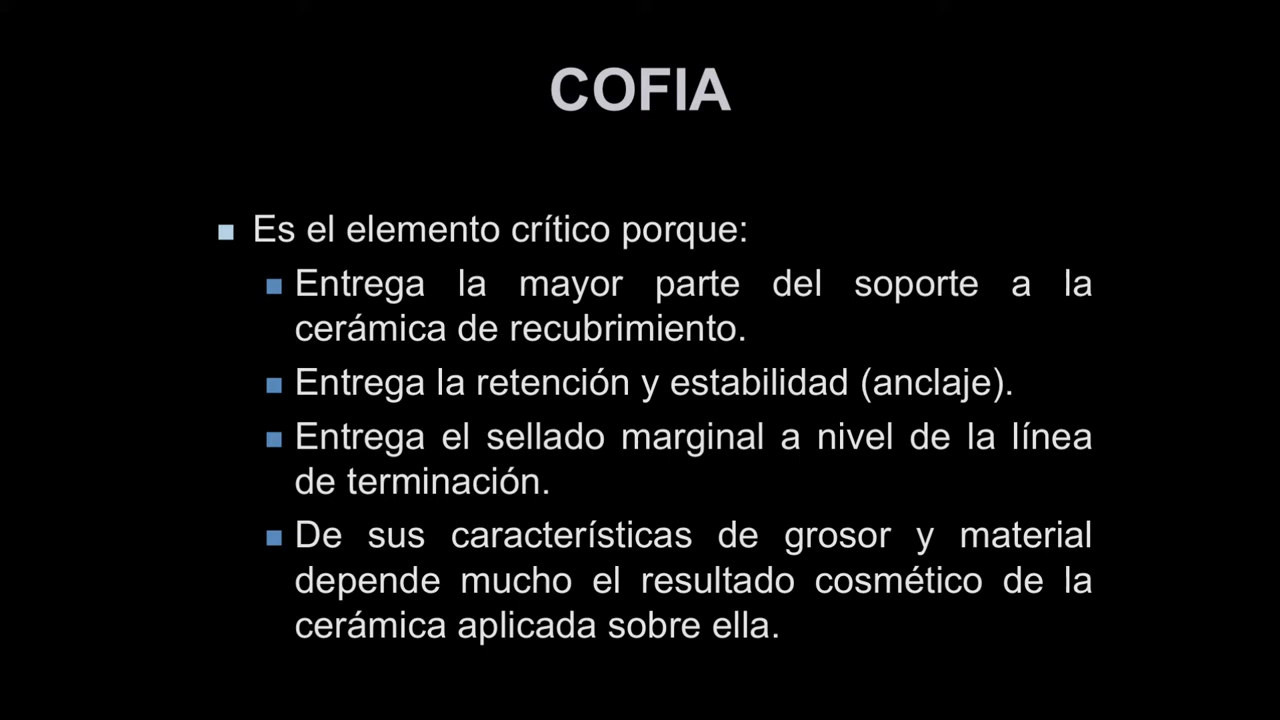 COFIA
Es el elemento crítico porque:
Entrega la mayor parte del soporte a la
cerámica de recubrimiento.
Entrega la retención y estabilidad (anclaje).
Entrega el sellado marginal a nivel de la línea
de terminación.
De sus características de grosor y material
depende mucho el resultado cosmético de la
cerámica aplicada sobre ella.